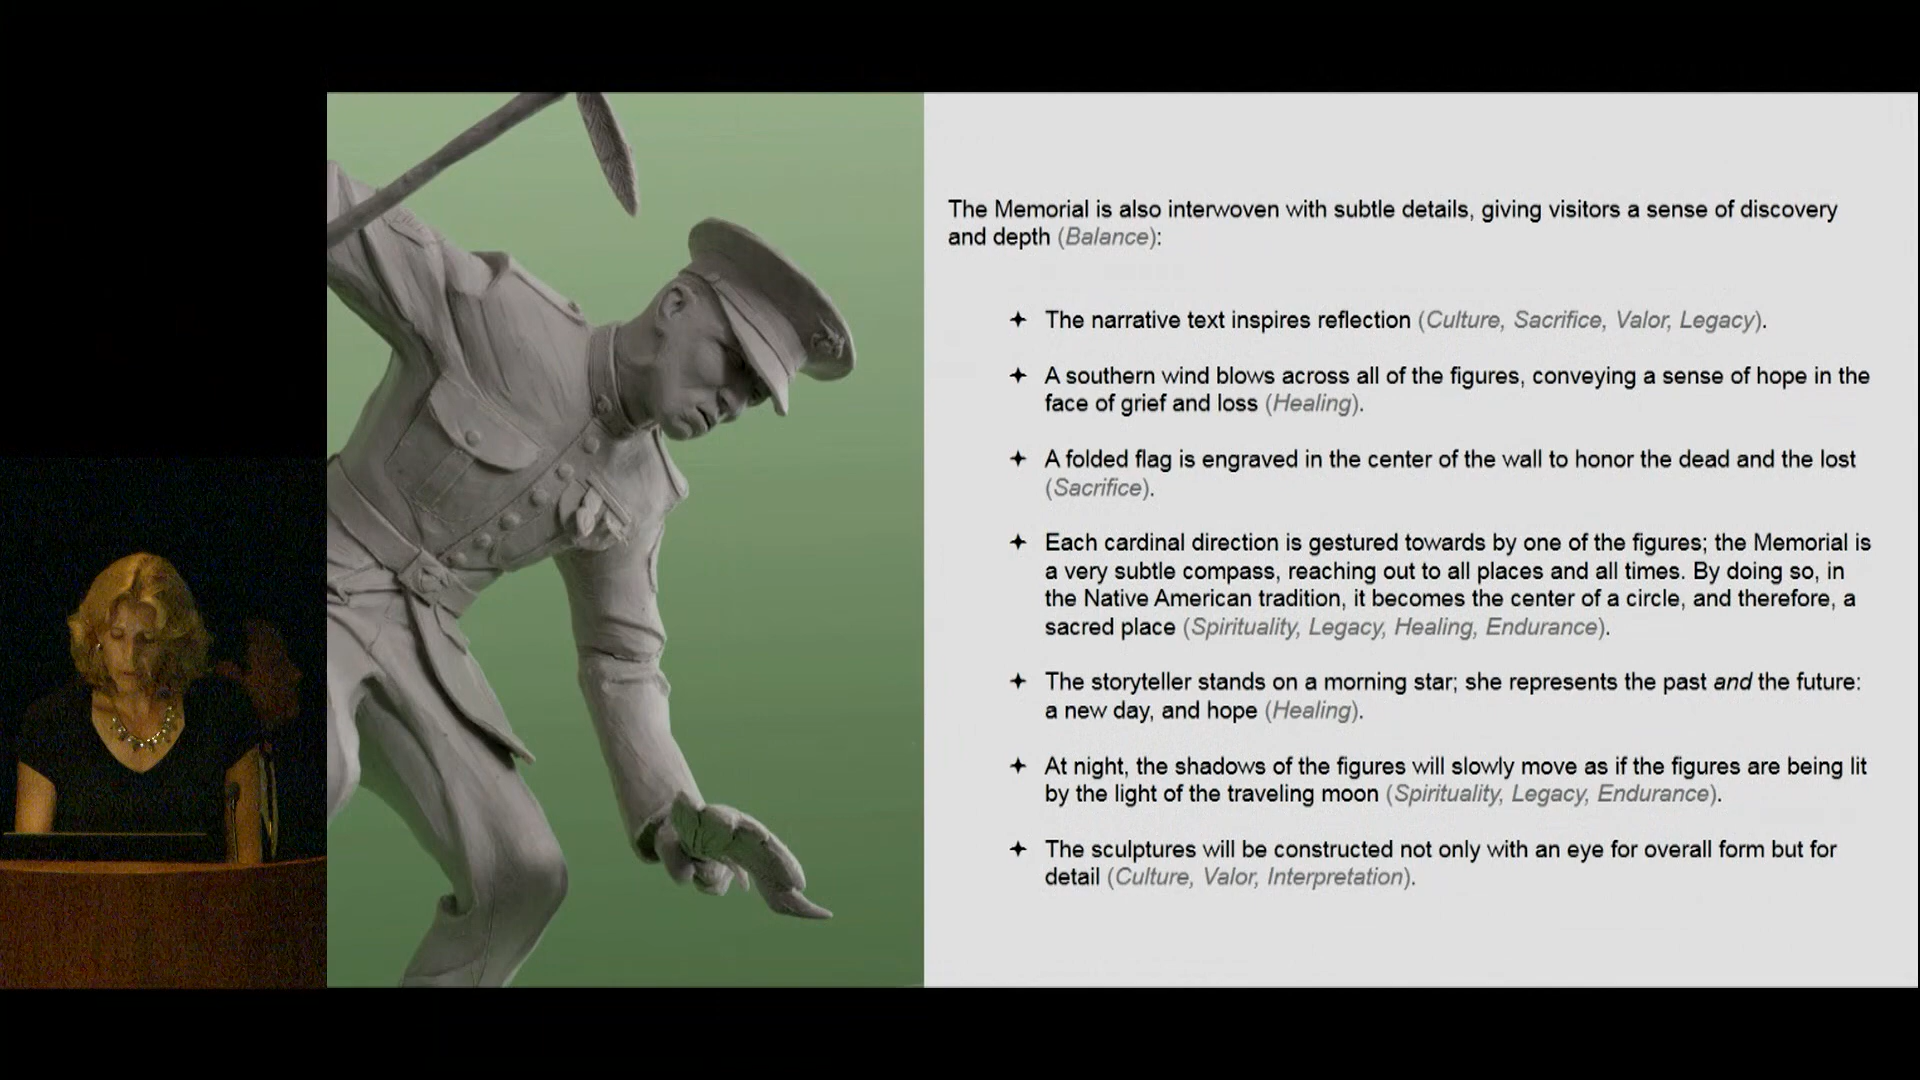 The Memorial is also interwoven with subtle details, giving visitors a sense of discovery
and depth (Balance):
The narrative text inspires reflection (Culture, Sacrifice, Valor, Legacy).
A southern wind blows across all of the figures, conveying a sense of hope in the
face of grief and loss (Healing).
A folded flag is engraved in the center of the wall to honor the dead and the lost
(Sacrifice).
Each cardinal direction is gestured towards by one of the figures; the Memorial is
a very subtle compass, reaching out to all places and all times. By doing so, in
the Native American tradition, it becomes the center of a circle, and therefore, a
sacred place (Spirituality, Legacy, Healing, Endurance).
The storyteller stands on a morning star; she represents the past and the future:
a new day, and hope (Healing).
At night, the shadows of the figures will slowly move as if the figures are being lit
by the light of the traveling moon (Spirituality, Legacy, Endurance).
The sculptures will be constructed not only with an eye for overall form but for
detail (Culture, Valor, Interpretation).